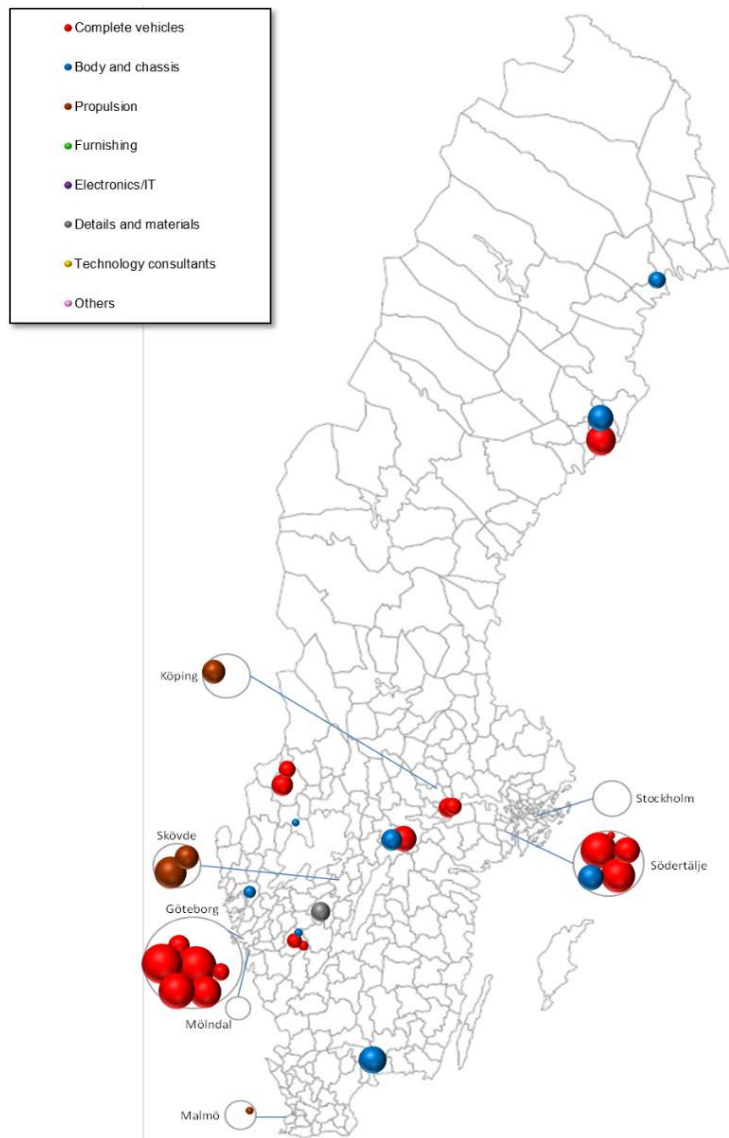 Complete vehicles
Body and chassis
Propulsion
Furnishing
Electronics/IT
Details and materials
Technology consultants
Others
Köping
Stockholm
Skövde
Södertälje
Göteborg
Mölndal
Malmö